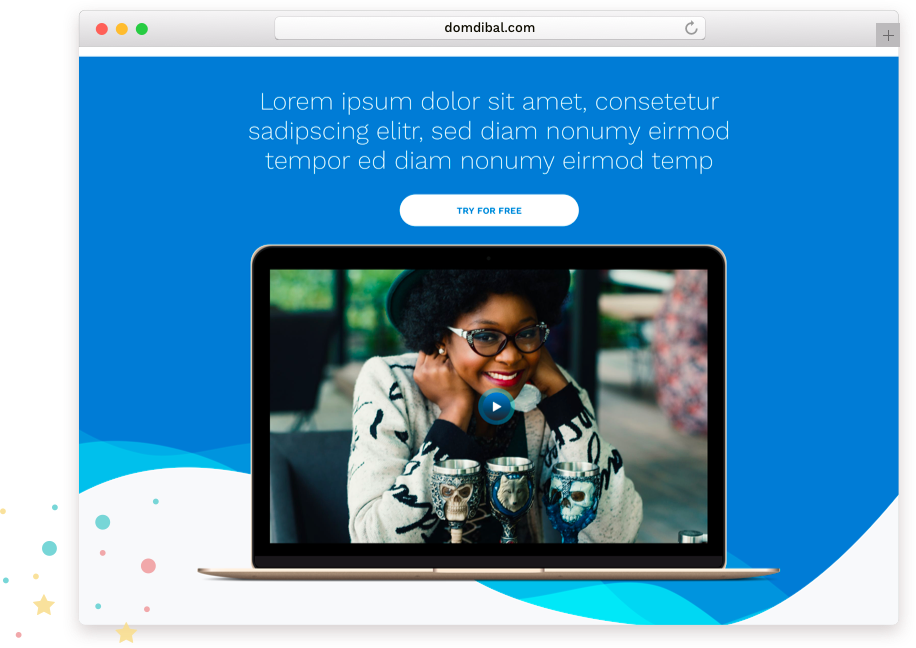 domdibal.com
Lorem ipsum dolor sit amet, consetetur
sadipscing elitr, sed diam nonumy eirmod
tempor ed diam nonumy eirmod temp
TRY FOR FREE